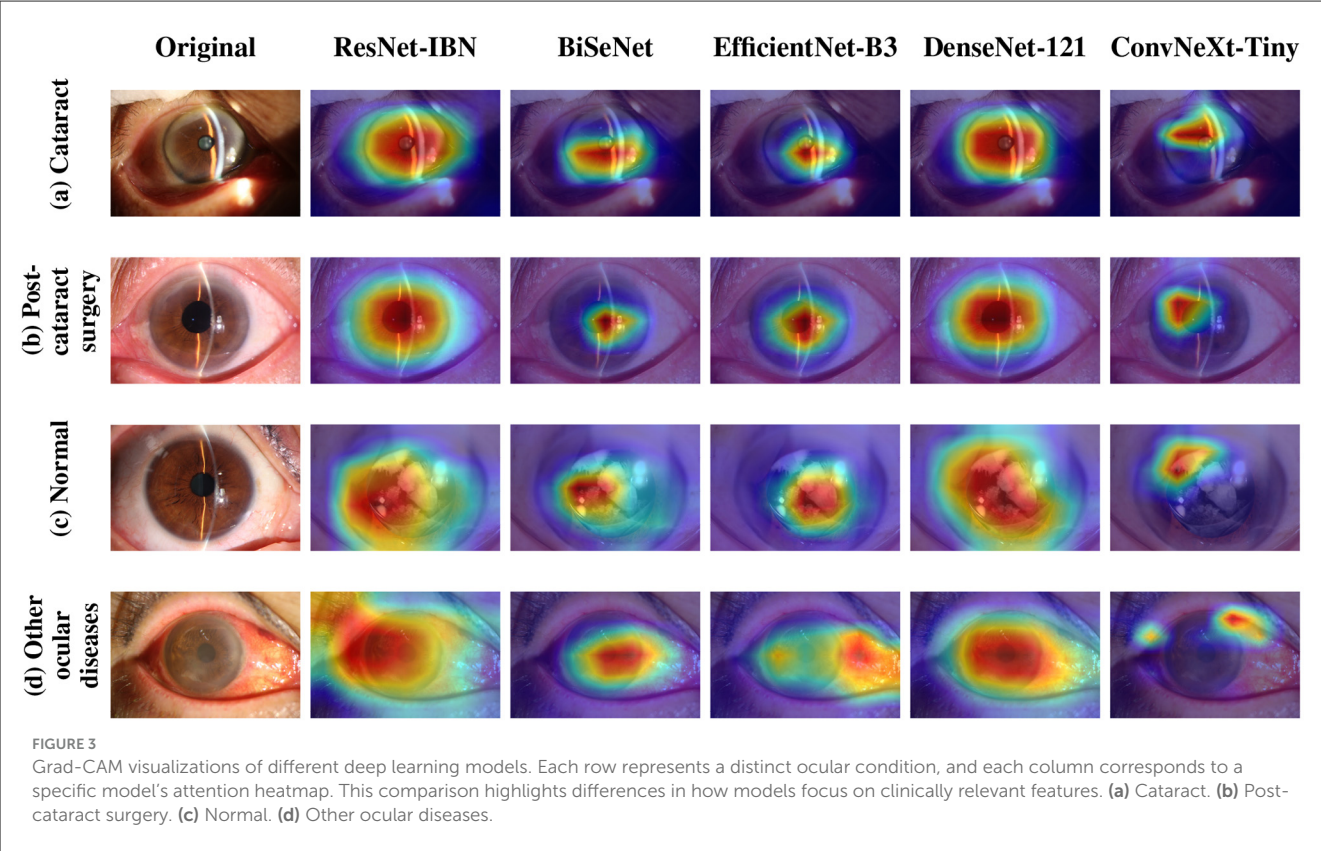 Original ResNet-IBN BiSeNet EfficientNet-B3 DenseNet-121 ConvNeXt-Tiny
(a) Cataract
(b) Post-
cataract
surgery
(c) Normal
(d) Other
ocular
diseases
FIGURE 3
Grad-CAM visualizations of different deep learning models. Each row represents a distinct ocular condition, and each column corresponds to a
specific model's attention heatmap. This comparison highlights differences in how models focus on clinically relevant features. (a) Cataract. (b) Post-
cataract surgery. (c) Normal. (d) Other ocular diseases.